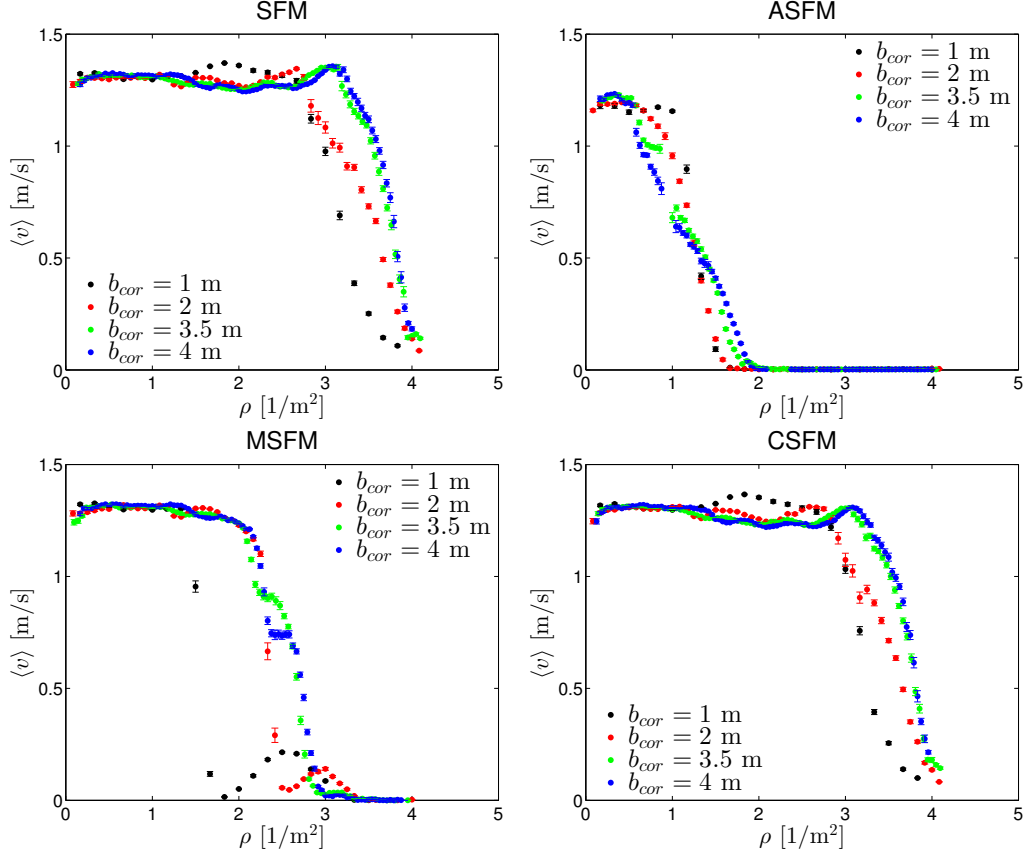 SFM
1.5
1
0.5
0
⟨v⟩ [m/s]
b_cor = 1 m
b_cor = 2 m
b_cor = 3.5 m
b_cor = 4 m
0 1 2 3 4 5
ρ [1/m²]
ASFM
1.5
1
0.5
0
⟨v⟩ [m/s]
b_cor = 1 m
b_cor = 2 m
b_cor = 3.5 m
b_cor = 4 m
0 1 2 3 4 5
ρ [1/m²]
MSFM
1.5
1
0.5
0
⟨v⟩ [m/s]
b_cor = 1 m
b_cor = 2 m
b_cor = 3.5 m
b_cor = 4 m
0 1 2 3 4 5
ρ [1/m²]
CSFM
1.5
1
0.5
0
⟨v⟩ [m/s]
b_cor = 1 m
b_cor = 2 m
b_cor = 3.5 m
b_cor = 4 m
0 1 2 3 4 5
ρ [1/m²]